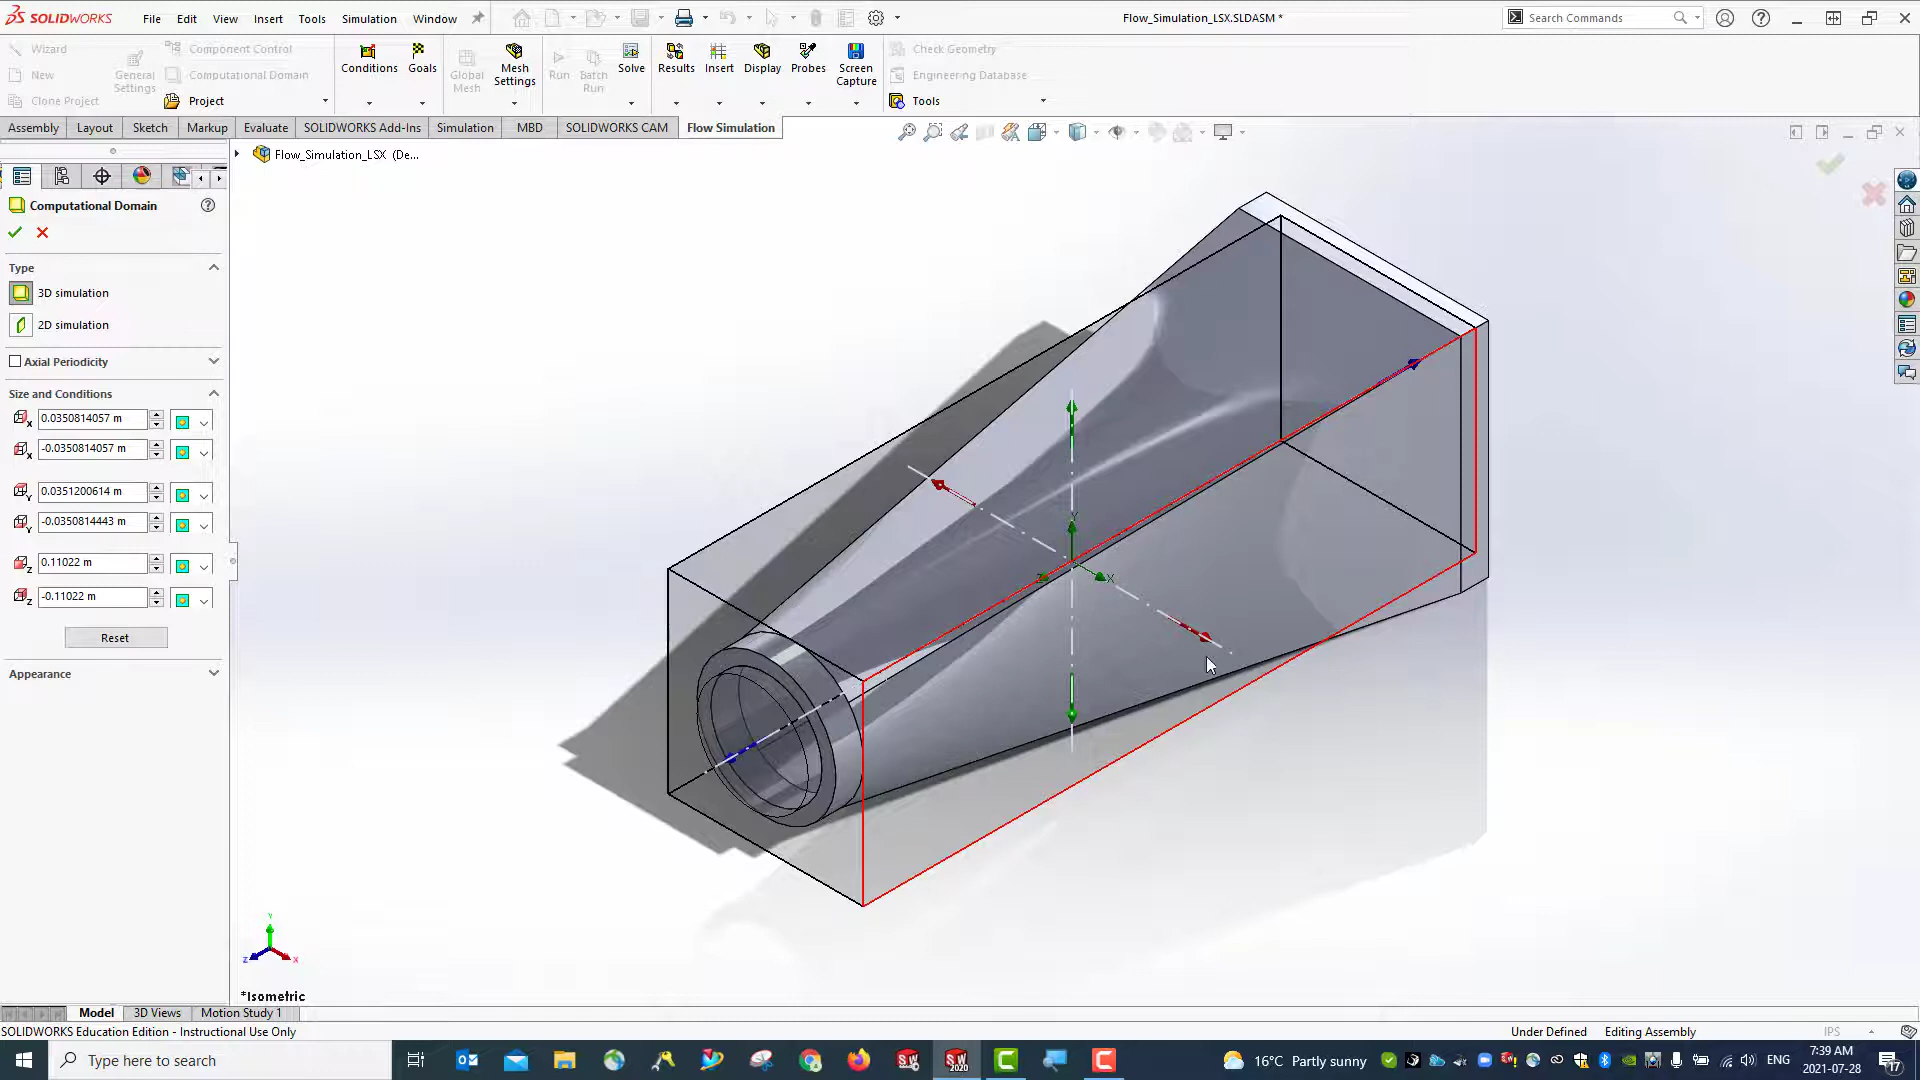 SOLIDWORKS File Edit View Insert Tools Simulation Window Flow_Simulation_LSX.SLDASM * Search Commands
Wizard Component Control Check Geometry
New Computational Domain Engineering Database
Clone Project Project Tools
General Settings
Conditions Goals Global Mesh Mesh Settings Run Batch Run Solve Results Insert Display Probes Screen Capture
Assembly Layout Sketch Markup Evaluate SOLIDWORKS Add-Ins Simulation MBD SOLIDWORKS CAM Flow Simulation
Flow_Simulation_LSX (De...
Computational Domain
Type
3D simulation
2D simulation
Axial Periodicity
Size and Conditions
X 0.0350814057 m
X -0.0350814057 m
Y 0.0351200614 m
Y -0.0350814443 m
Z 0.11022 m
Z -0.11022 m
Reset
Appearance
Y
Z X
Y
Z X
*Isometric
Model 3D Views Motion Study 1
SOLIDWORKS Education Edition - Instructional Use Only Under Defined Editing Assembly IPS
Type here to search 16°C Partly sunny ENG 7:39 AM
2021-07-28
17